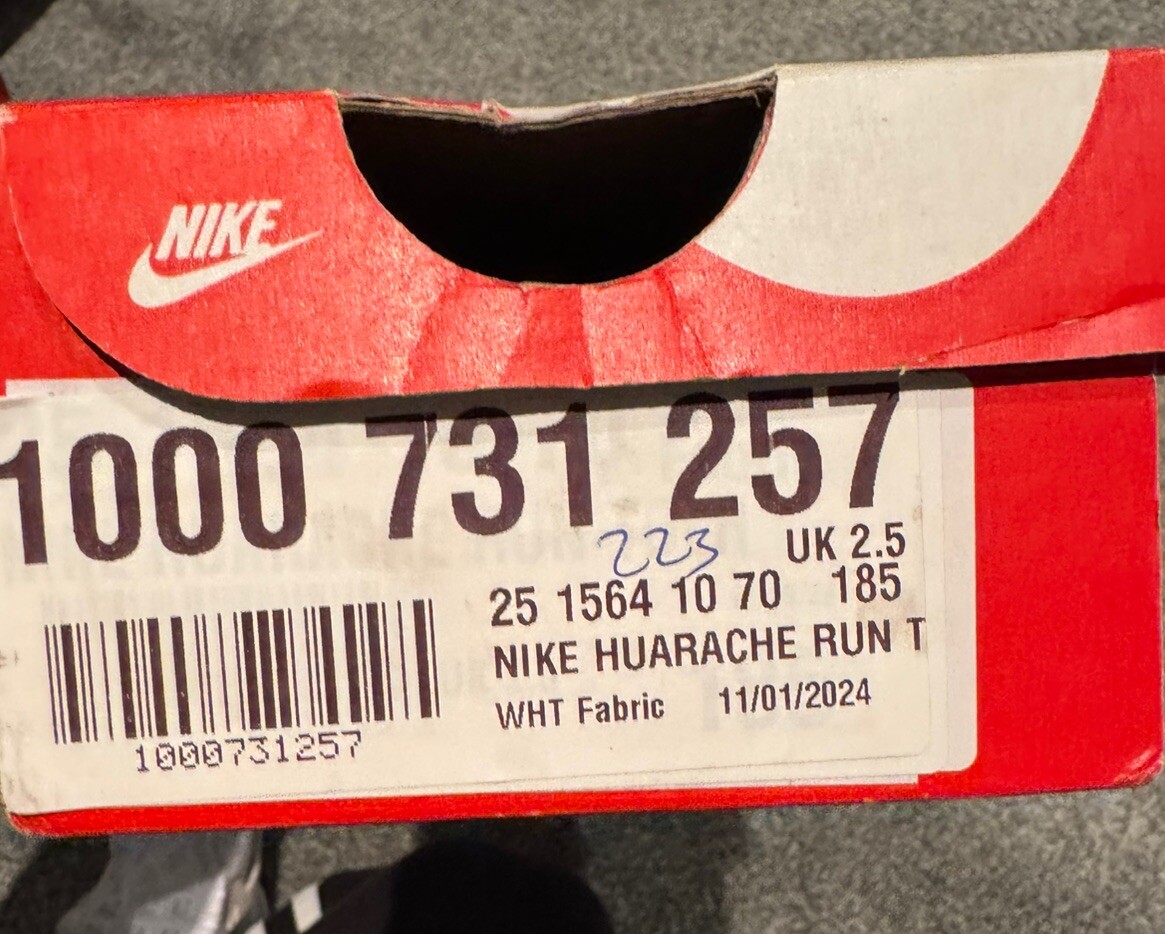 NIKE
1000 731 257
223
UK 2.5
25 1564 10 70 185
NIKE HUARACHE RUN T
WHT Fabric 11/01/2024
1000731257